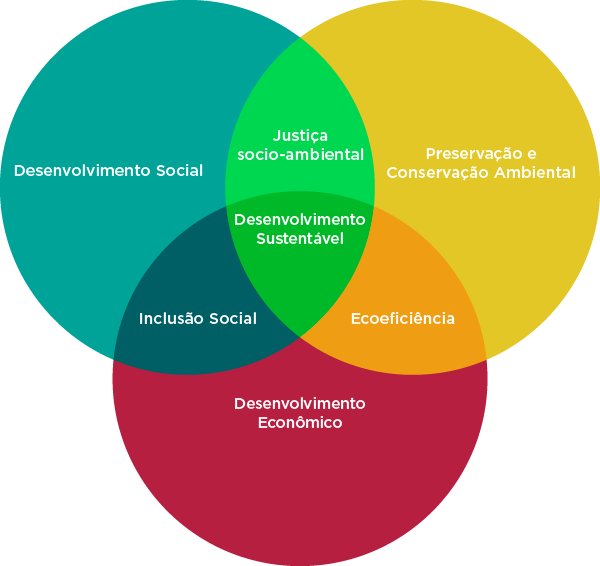 Justiça
socio-ambiental
Desenvolvimento Social
Preservação e
Conservação Ambiental
Desenvolvimento
Sustentável
Inclusão Social
Ecoeficiência
Desenvolvimento
Econômico